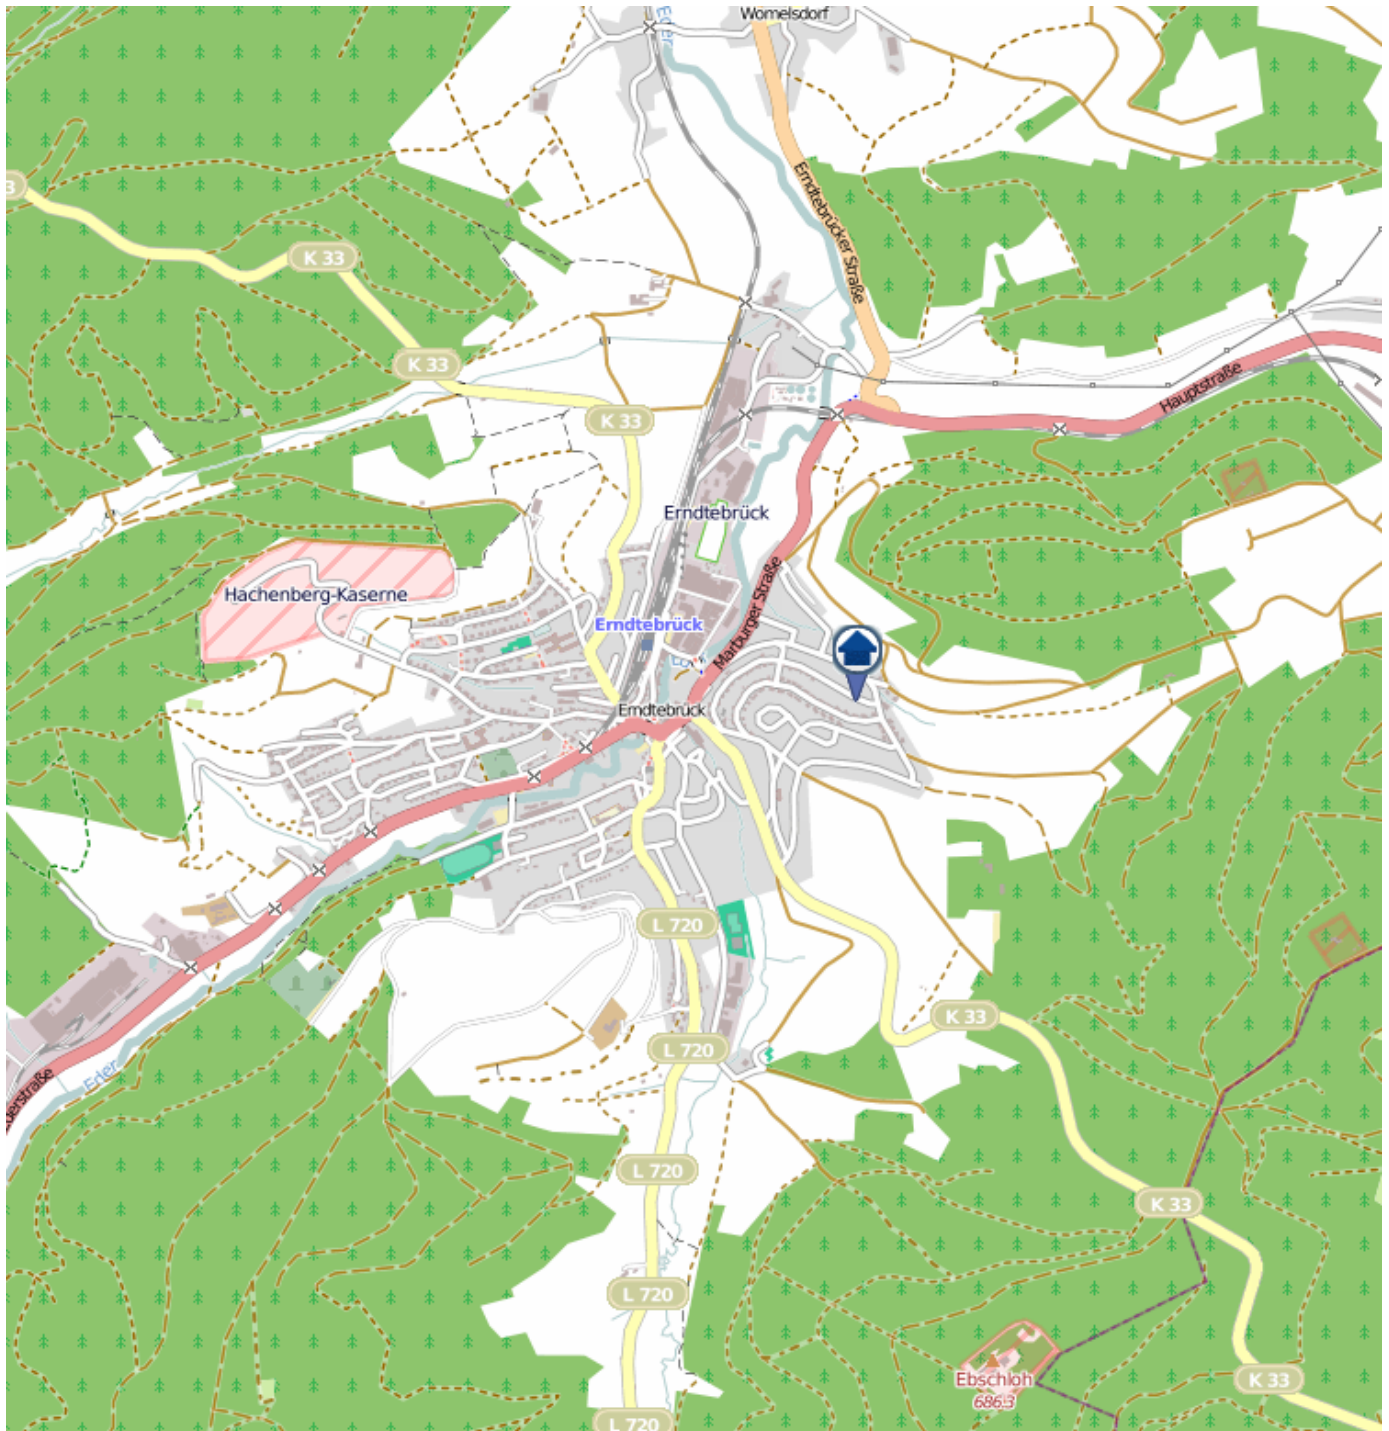 Womelsdorf
Eder
3
Erndtebrücker Straße
K 33
K 33
Hauptstraße
K 33
Erndtebrück
Hachenberg-Kaserne
Marburger Straße
Erndtebrück
Erndtebrück
L 720
K 33
L 720
Eder
L 720
K 33
L 720
Ebschloh
686.3
K 33
L 720